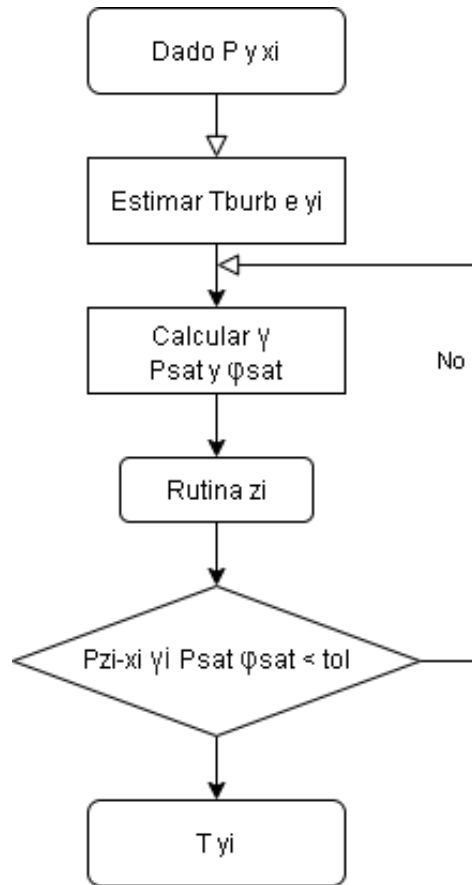 Dado P y xi
Estimar Tburb e yi
Calcular γ
Psat y φsat
No
Rutina zi
Pzi-xi γi Psat φsat < tol
T yi